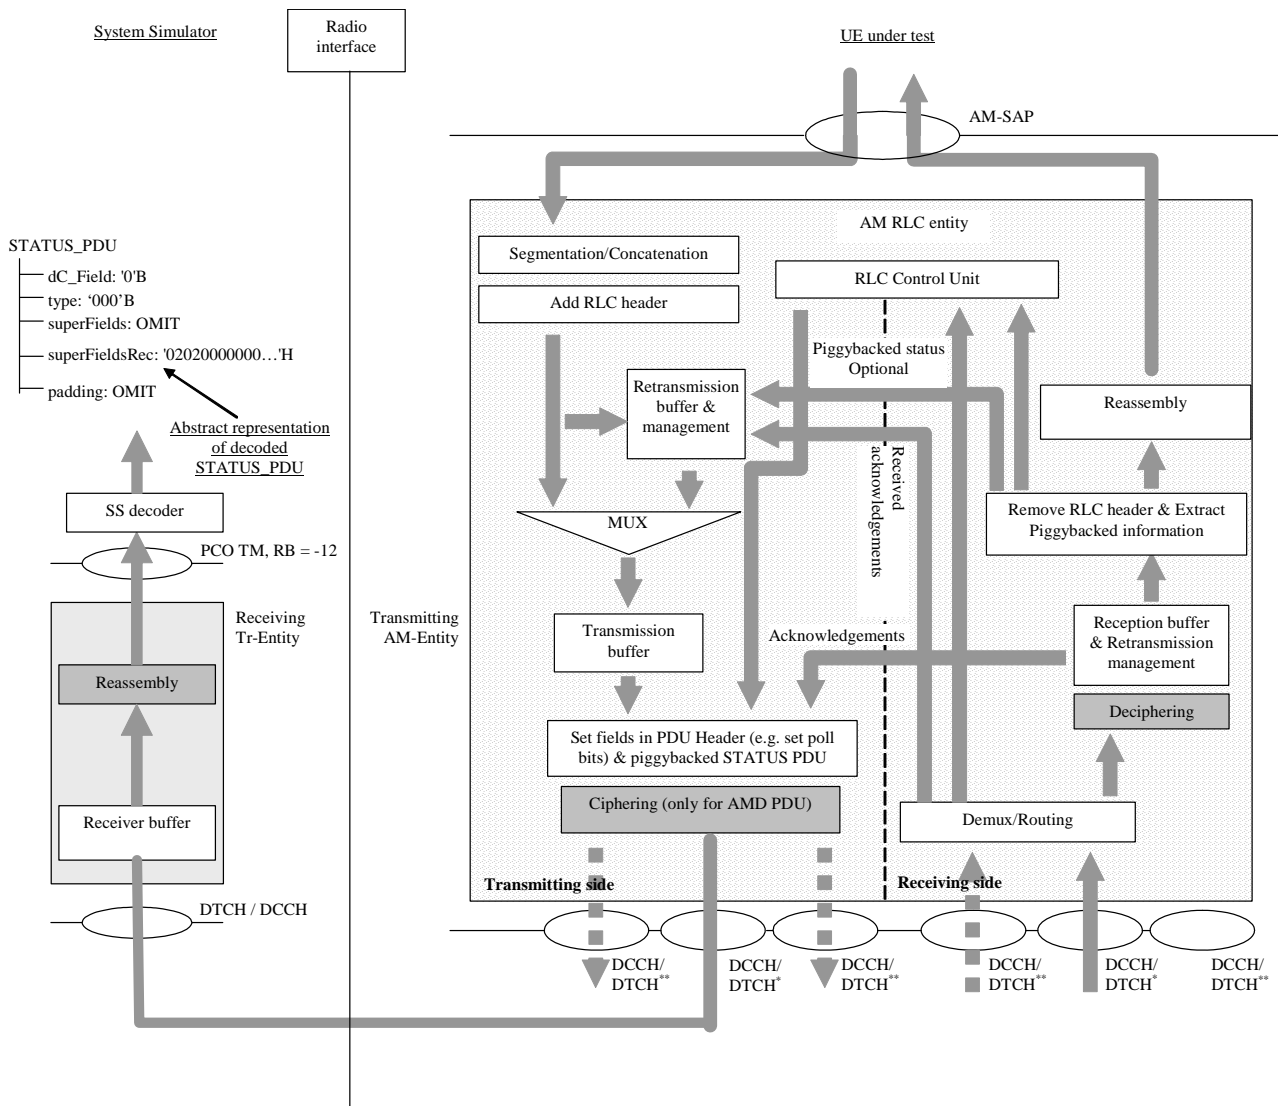 System Simulator
Radio
interface
UE under test
AM-SAP
AM RLC entity
STATUS_PDU
dC_Field: '0'B
type: ‘000’B
superFields: OMIT
superFieldsRec: '02020000000…'H
padding: OMIT
Abstract representation
of decoded
STATUS_PDU
SS decoder
PCO TM, RB = -12
Receiving
Tr-Entity
Reassembly
Receiver buffer
DTCH / DCCH
Transmitting
AM-Entity
Segmentation/Concatenation
Add RLC header
RLC Control Unit
Piggybacked status
Optional
Retransmission
buffer &
management
Reassembly
Received
acknowledgements
MUX
Remove RLC header & Extract
Piggybacked information
Transmission
buffer
Acknowledgements
Reception buffer
& Retransmission
management
Deciphering
Set fields in PDU Header (e.g. set poll
bits) & piggybacked STATUS PDU
Ciphering (only for AMD PDU)
Demux/Routing
Transmitting side
Receiving side
DCCH/
DTCH**
DCCH/
DTCH*
DCCH/
DTCH**
DCCH/
DTCH**
DCCH/
DTCH*
DCCH/
DTCH**